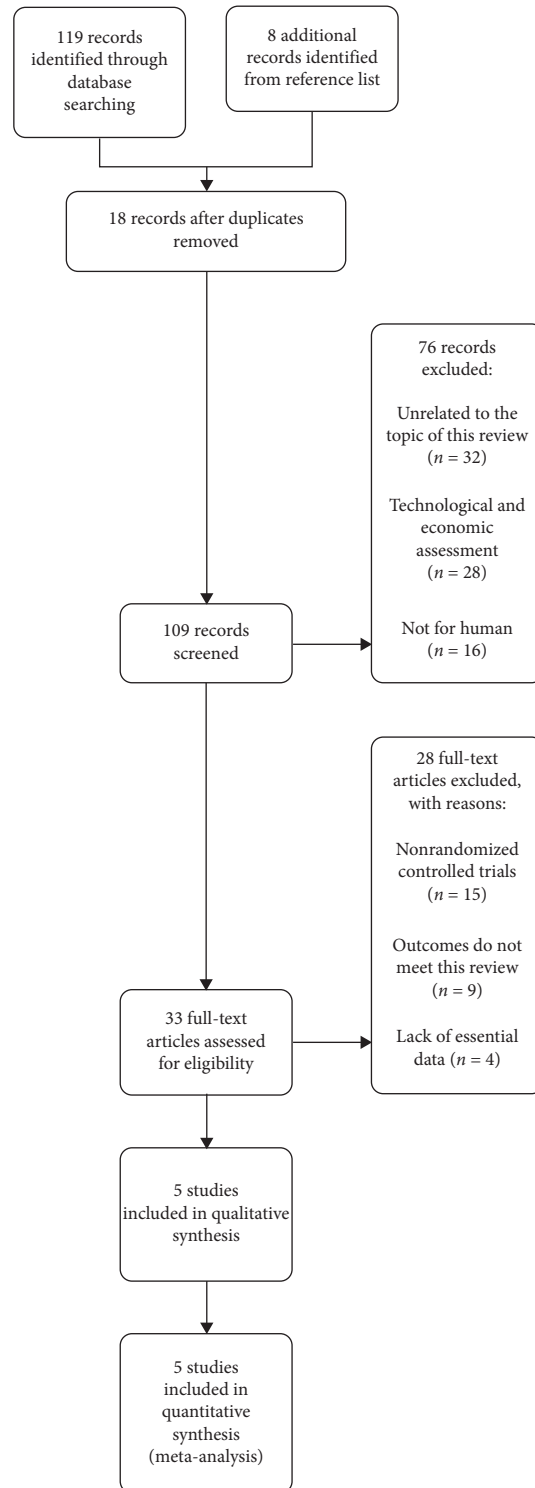 119 records
identified through
database
searching
8 additional
records identified
from reference list
18 records after duplicates
removed
76 records
excluded:
Unrelated to the
topic of this review
(n = 32)
Technological and
economic
assessment
(n = 28)
Not for human
(n = 16)
109 records
screened
28 full-text
articles excluded,
with reasons:
Nonrandomized
controlled trials
(n = 15)
Outcomes do not
meet this review
(n = 9)
Lack of essential
data (n = 4)
33 full-text
articles assessed
for eligibility
5 studies
included in qualitative
synthesis
5 studies
included in
quantitative
synthesis
(meta-analysis)